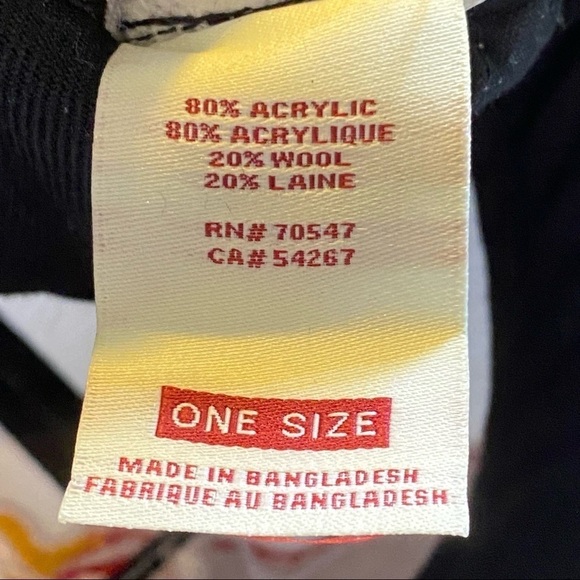 80% ACRYLIC
80% ACRYLIQUE
20% WOOL
20% LAINE
RN# 70547
CA# 54267
ONE SIZE
MADE IN BANGLADESH
FABRIQUE AU BANGLADESH